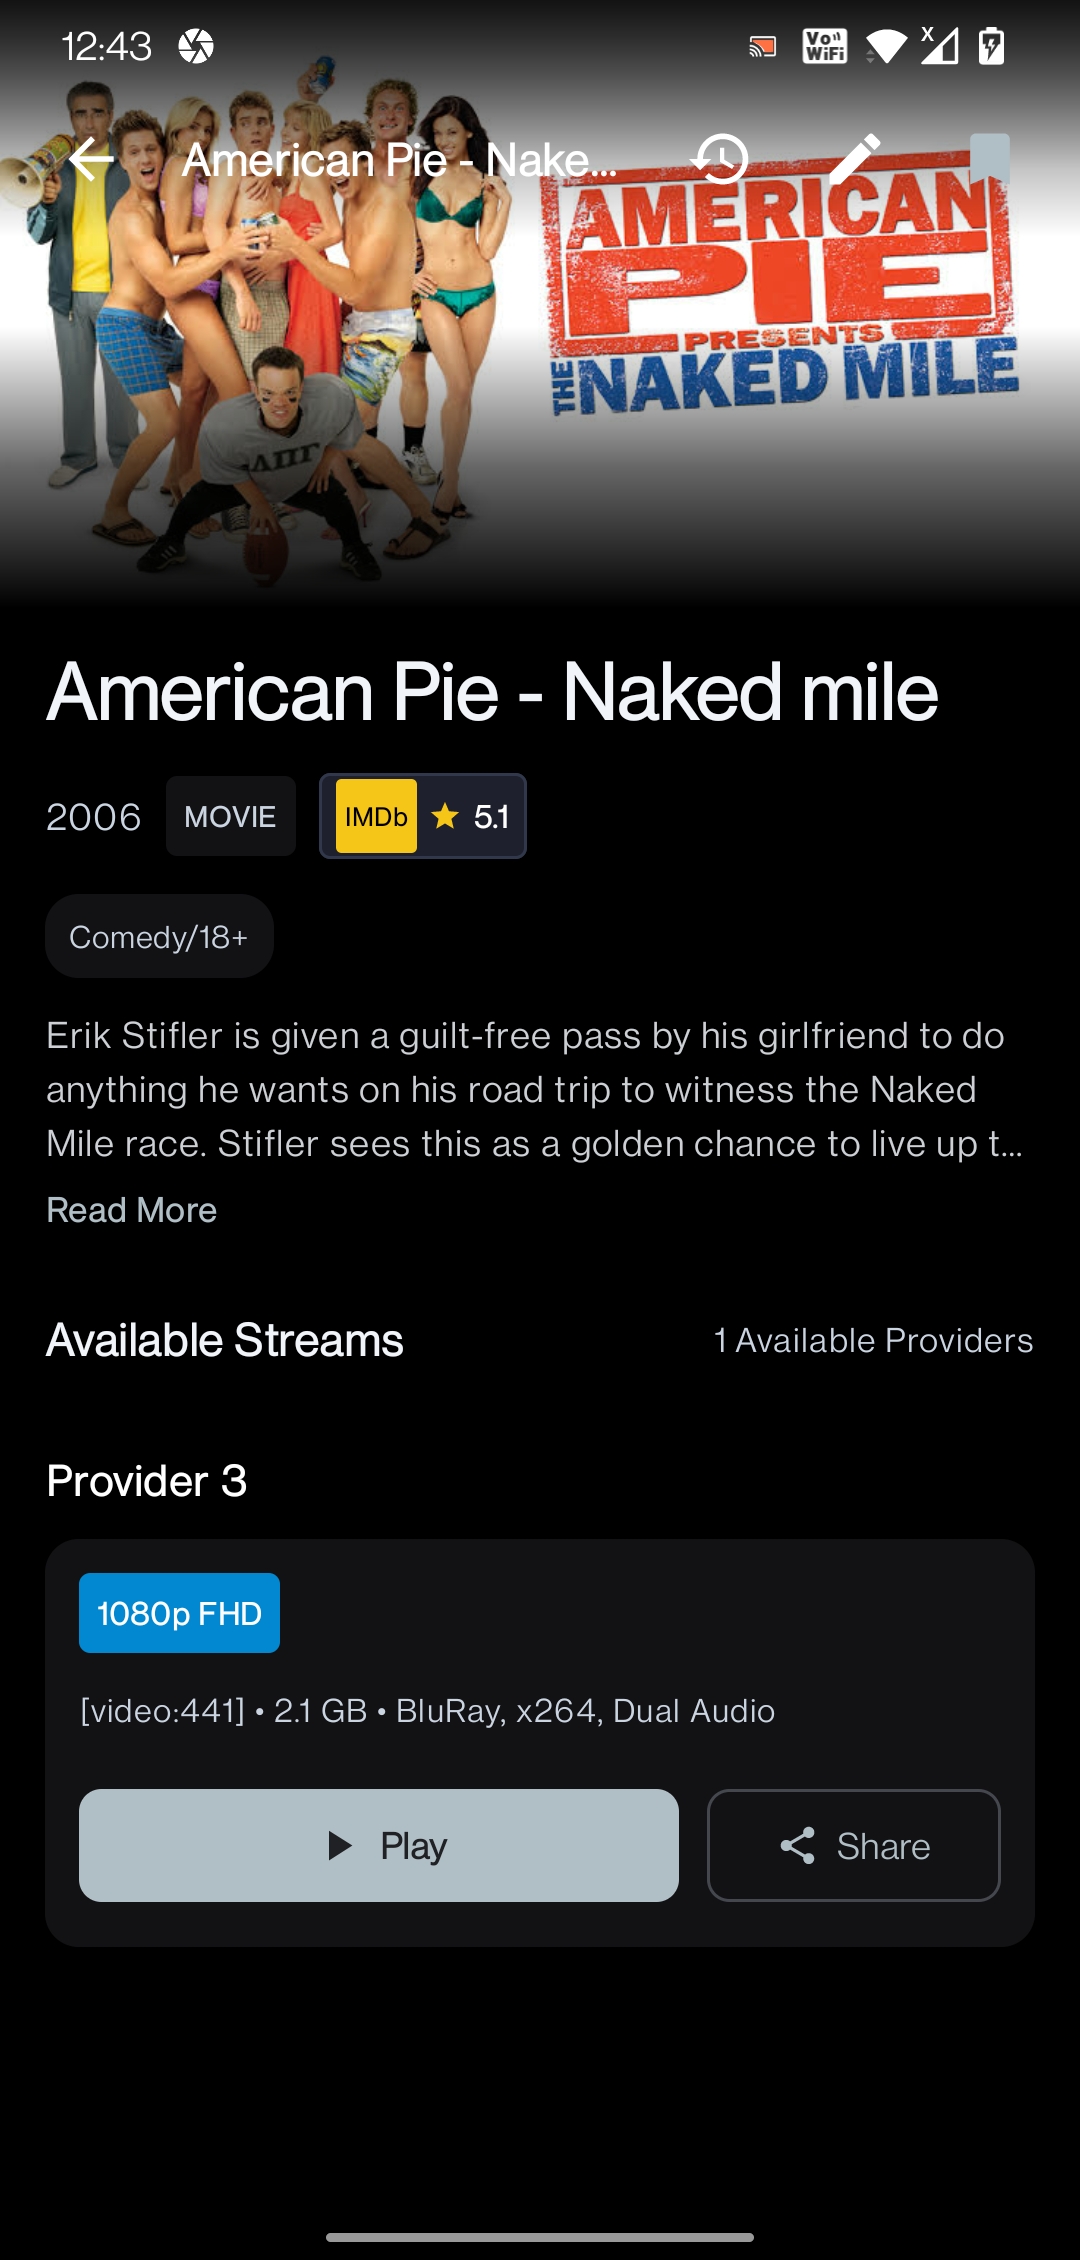 12:43
Vo WiFi
x
American Pie - Nake...
AMERICAN
PIE
PRESENTS
THE NAKED MILE
ΔΠΓ
American Pie - Naked mile
2006 MOVIE IMDb 5.1
Comedy/18+
Erik Stifler is given a guilt-free pass by his girlfriend to do
anything he wants on his road trip to witness the Naked
Mile race. Stifler sees this as a golden chance to live up t...
Read More
Available Streams 1 Available Providers
Provider 3
1080p FHD
[video:441] • 2.1 GB • BluRay, x264, Dual Audio
Play Share